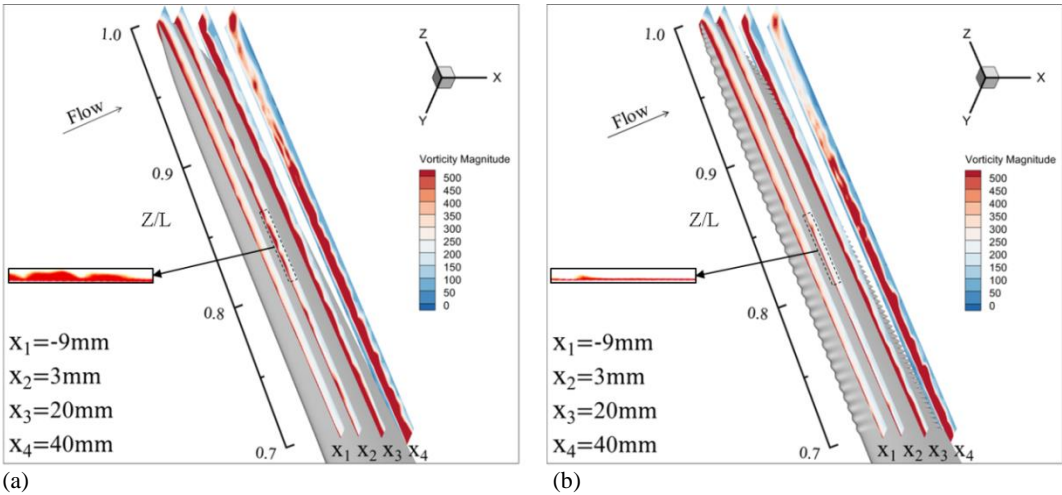 1.0
Flow
0.9
Z/L
0.8
0.7
Z
X
Y
Vorticity Magnitude
500
450
400
350
300
250
200
150
100
50
0
x1=-9mm
x2=3mm
x3=20mm
x4=40mm
x1 x2 x3 x4
(a)
1.0
Flow
0.9
Z/L
0.8
0.7
Z
X
Y
Vorticity Magnitude
500
450
400
350
300
250
200
150
100
50
0
x1=-9mm
x2=3mm
x3=20mm
x4=40mm
x1 x2 x3 x4
(b)